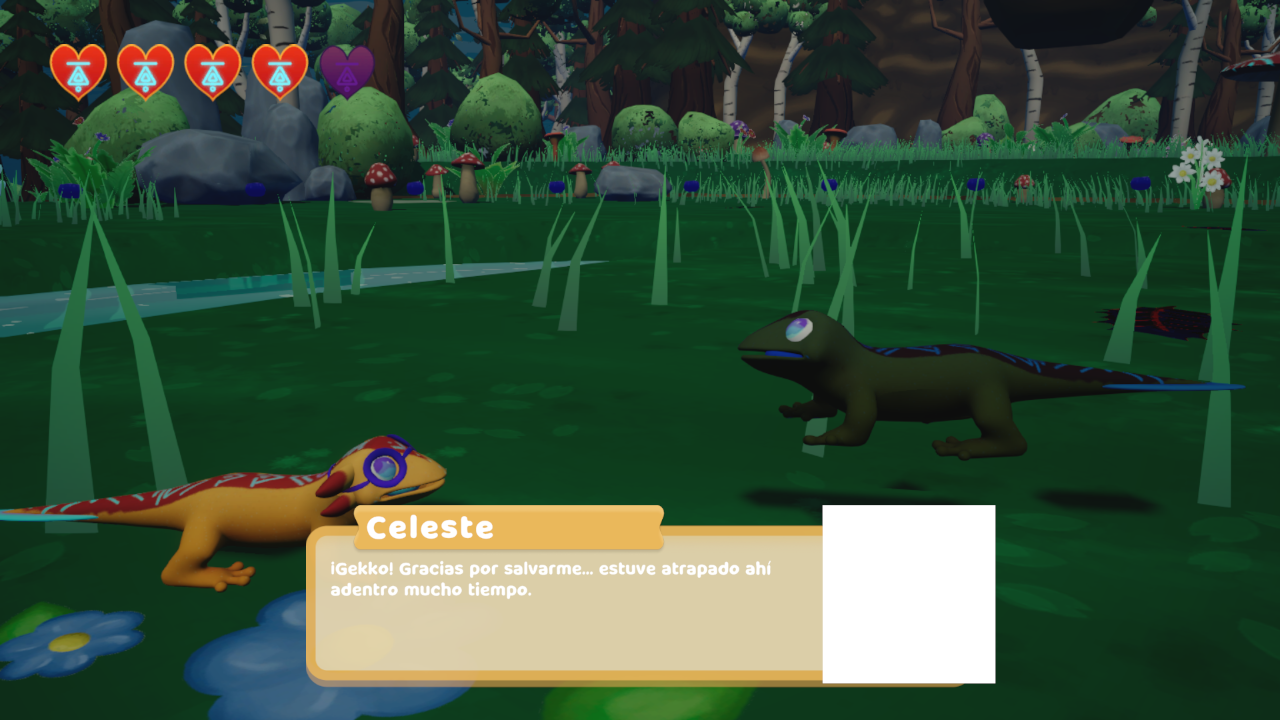 Celeste
¡Gekko! Gracias por salvarme... estuve atrapado ahí
adentro mucho tiempo.